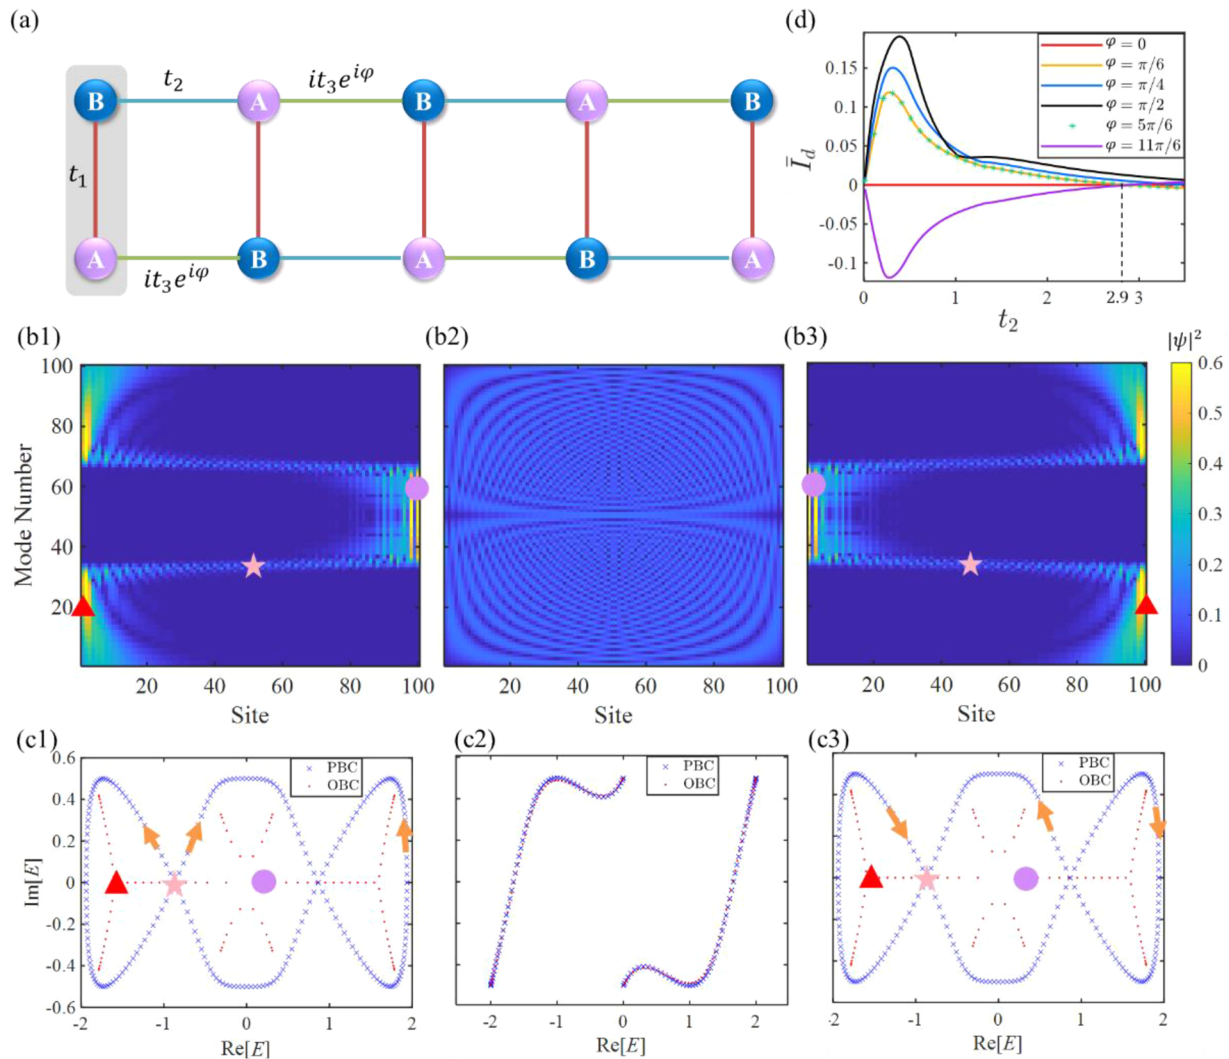 (a)
B
t₂
A
it₃e^{iφ}
B
A
B
t₁
A
it₃e^{iφ}
B
A
B
A
(d)
φ = 0
φ = π/6
φ = π/4
φ = π/2
φ = 5π/6
φ = 11π/6
0.15
0.1
0.05
0
-0.05
-0.1
Ī_d
0 1 2 2.9 3
t₂
(b1)
(b2)
(b3)
|ψ|²
100
80
60
40
20
Mode Number
20 40 60 80 100
Site
20 40 60 80 100
Site
20 40 60 80 100
Site
0.6
0.5
0.4
0.3
0.2
0.1
0
(c1)
PBC
OBC
0.6
0.4
0.2
0
-0.2
-0.4
-0.6
Im[E]
-2 -1 0 1 2
Re[E]
(c2)
PBC
OBC
-2 -1 0 1 2
Re[E]
(c3)
PBC
OBC
-2 -1 0 1 2
Re[E]